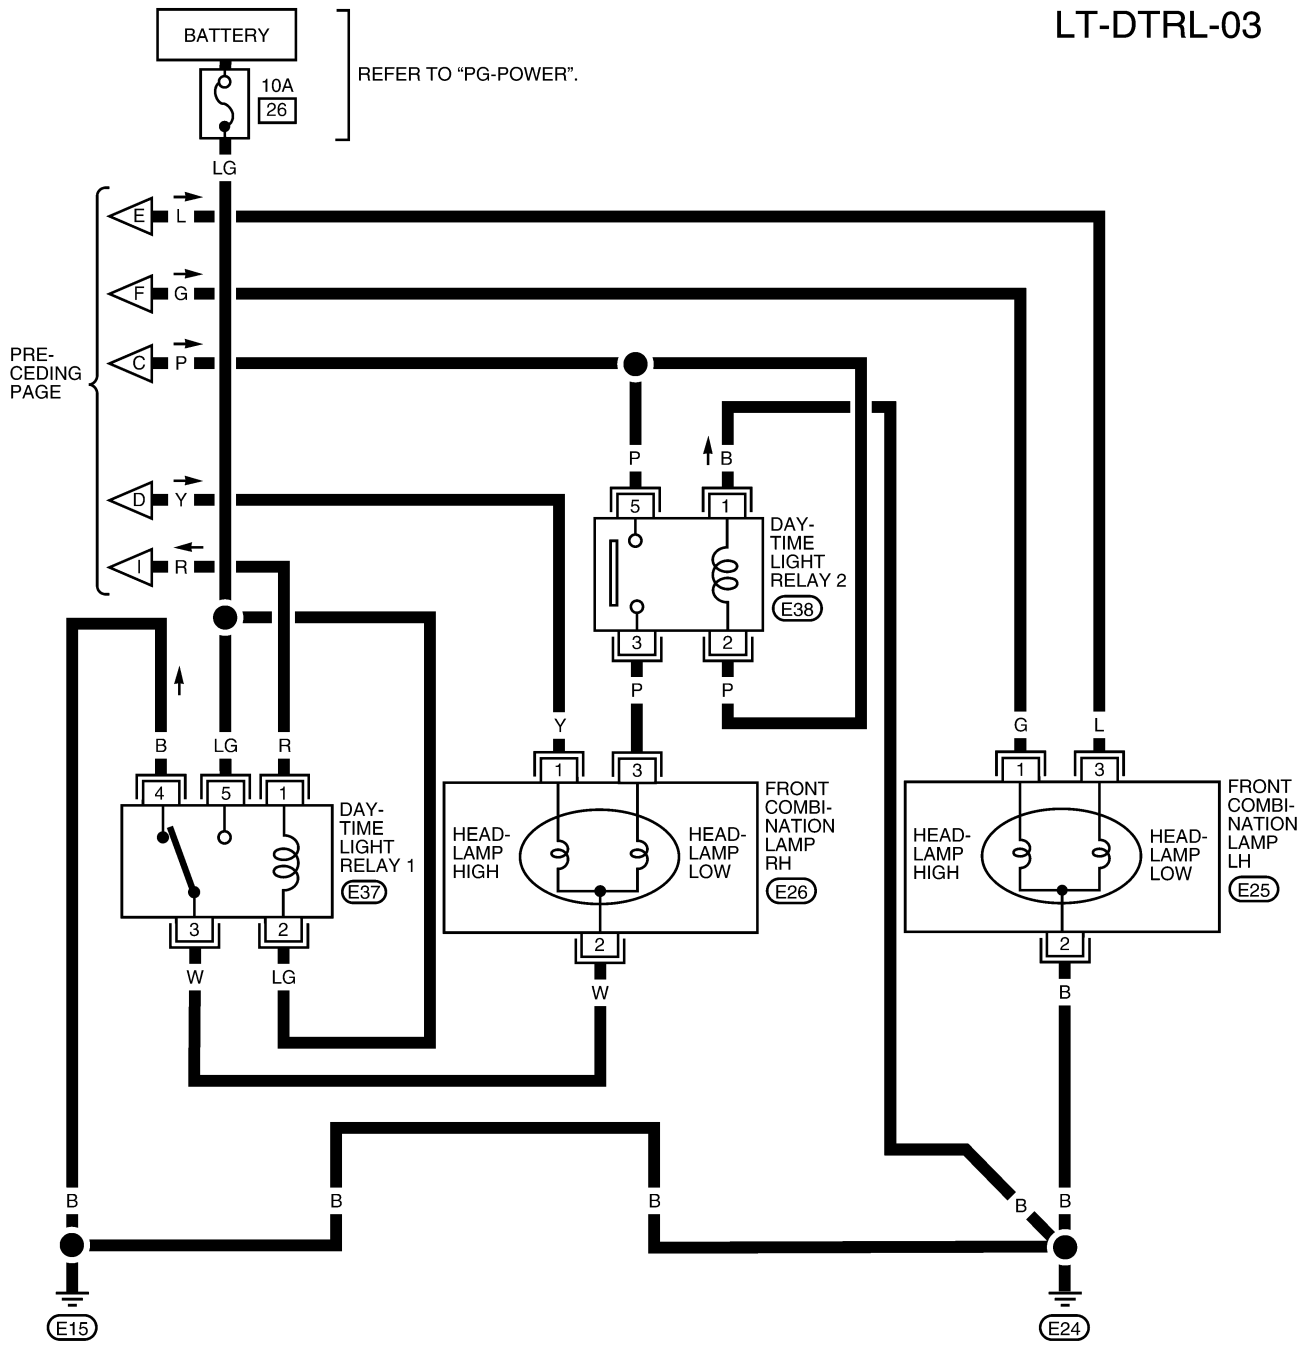 LT-DTRL-03
BATTERY
10A
26
REFER TO “PG-POWER”.
LG
E
L
F
G
C
P
D
Y
I
R
PRE-
CEDING
PAGE
P
B
5
1
3
2
DAY-
TIME
LIGHT
RELAY 2
E38
P
P
B
LG
R
4
5
1
3
2
DAY-
TIME
LIGHT
RELAY 1
E37
W
LG
Y
1
3
HEAD-
LAMP
HIGH
HEAD-
LAMP
LOW
FRONT
COMBI-
NATION
LAMP
RH
E26
2
W
G
L
1
3
HEAD-
LAMP
HIGH
HEAD-
LAMP
LOW
FRONT
COMBI-
NATION
LAMP
LH
E25
2
B
B
B
B
B
B
E15
E24